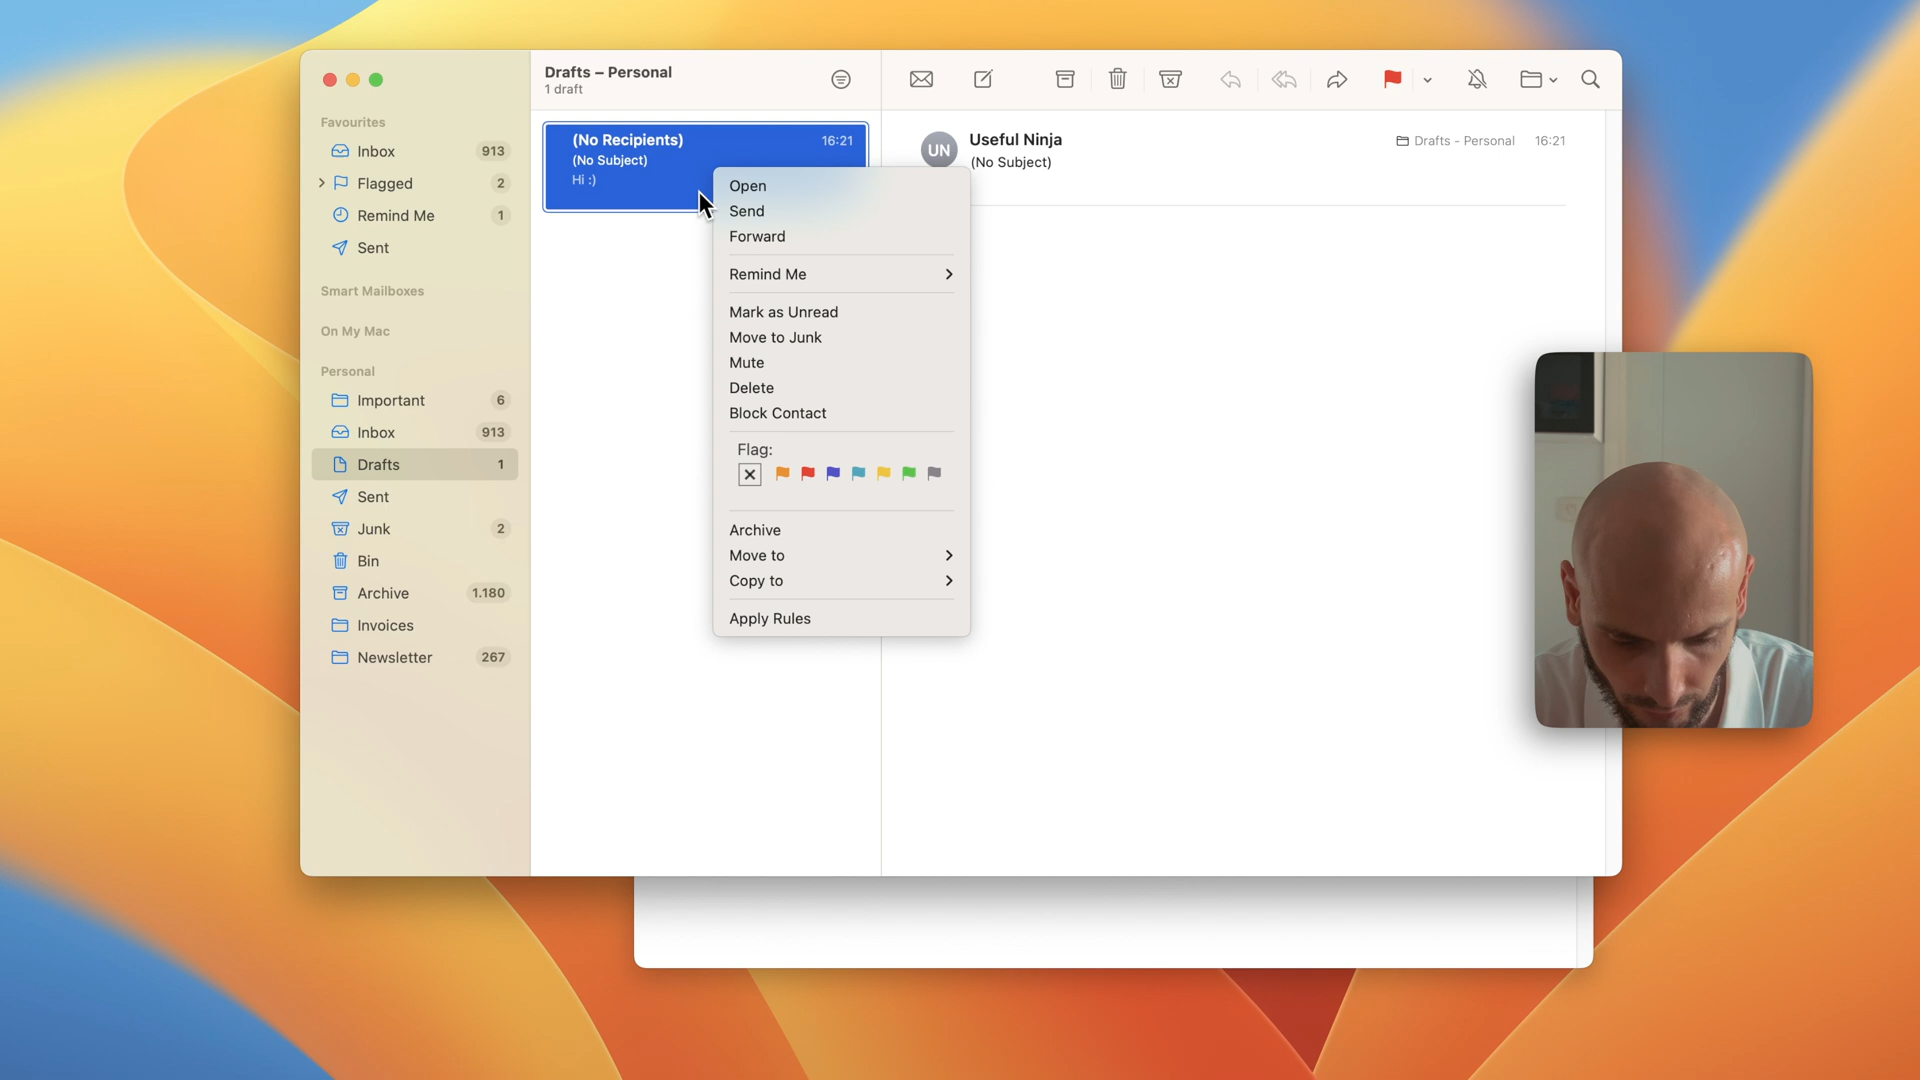 Favourites
Inbox 913
Flagged 2
Remind Me 1
Sent
Smart Mailboxes
On My Mac
Personal
Important 6
Inbox 913
Drafts 1
Sent
Junk 2
Bin
Archive 1.180
Invoices
Newsletter 267
Drafts – Personal
1 draft
(No Recipients) 16:21
(No Subject)
Hi :)
Open
Send
Forward
Remind Me
Mark as Unread
Move to Junk
Mute
Delete
Block Contact
Flag:
Archive
Move to
Copy to
Apply Rules
UN
Useful Ninja
(No Subject)
Drafts - Personal 16:21